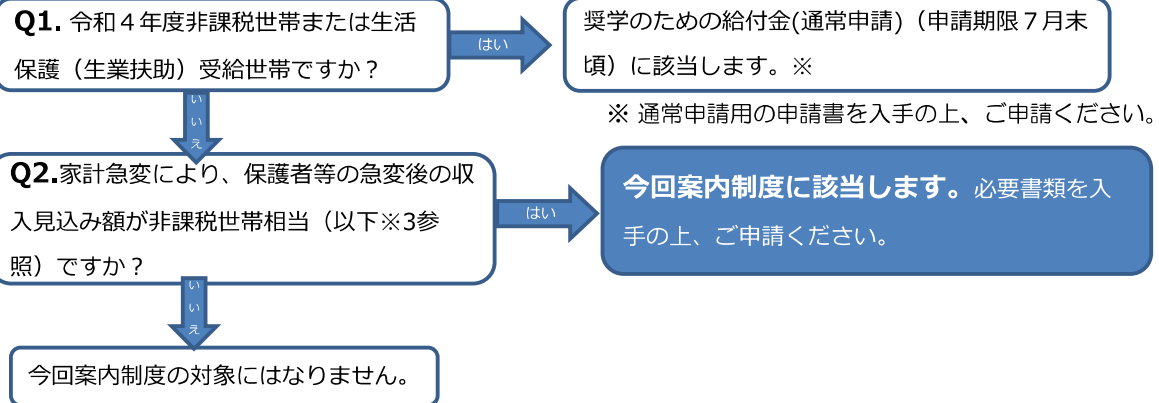 Q1. 令和４年度非課税世帯または生活
保護（生業扶助）受給世帯ですか？
はい
奨学のための給付金(通常申請)（申請期限７月末
頃）に該当します。※
※ 通常申請用の申請書を入手の上、ご申請ください。
いいえ
Q2.家計急変により、保護者等の急変後の収
入見込み額が非課税世帯相当（以下※3参
照）ですか？
はい
今回案内制度に該当します。必要書類を入
手の上、ご申請ください。
いいえ
今回案内制度の対象にはなりません。